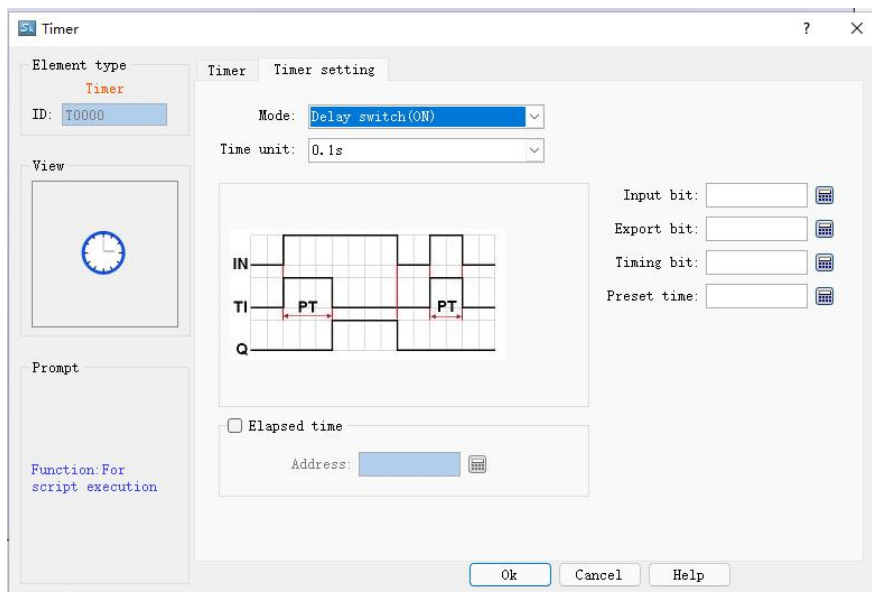 Timer
Element type
Timer
ID: T0000
View
Prompt
Function:For
script execution
Timer
Timer setting
Mode: Delay switch(ON)
Time unit: 0.1s
IN
TI
PT
PT
Q
Input bit:
Export bit:
Timing bit:
Preset time:
Elapsed time
Address:
Ok
Cancel
Help